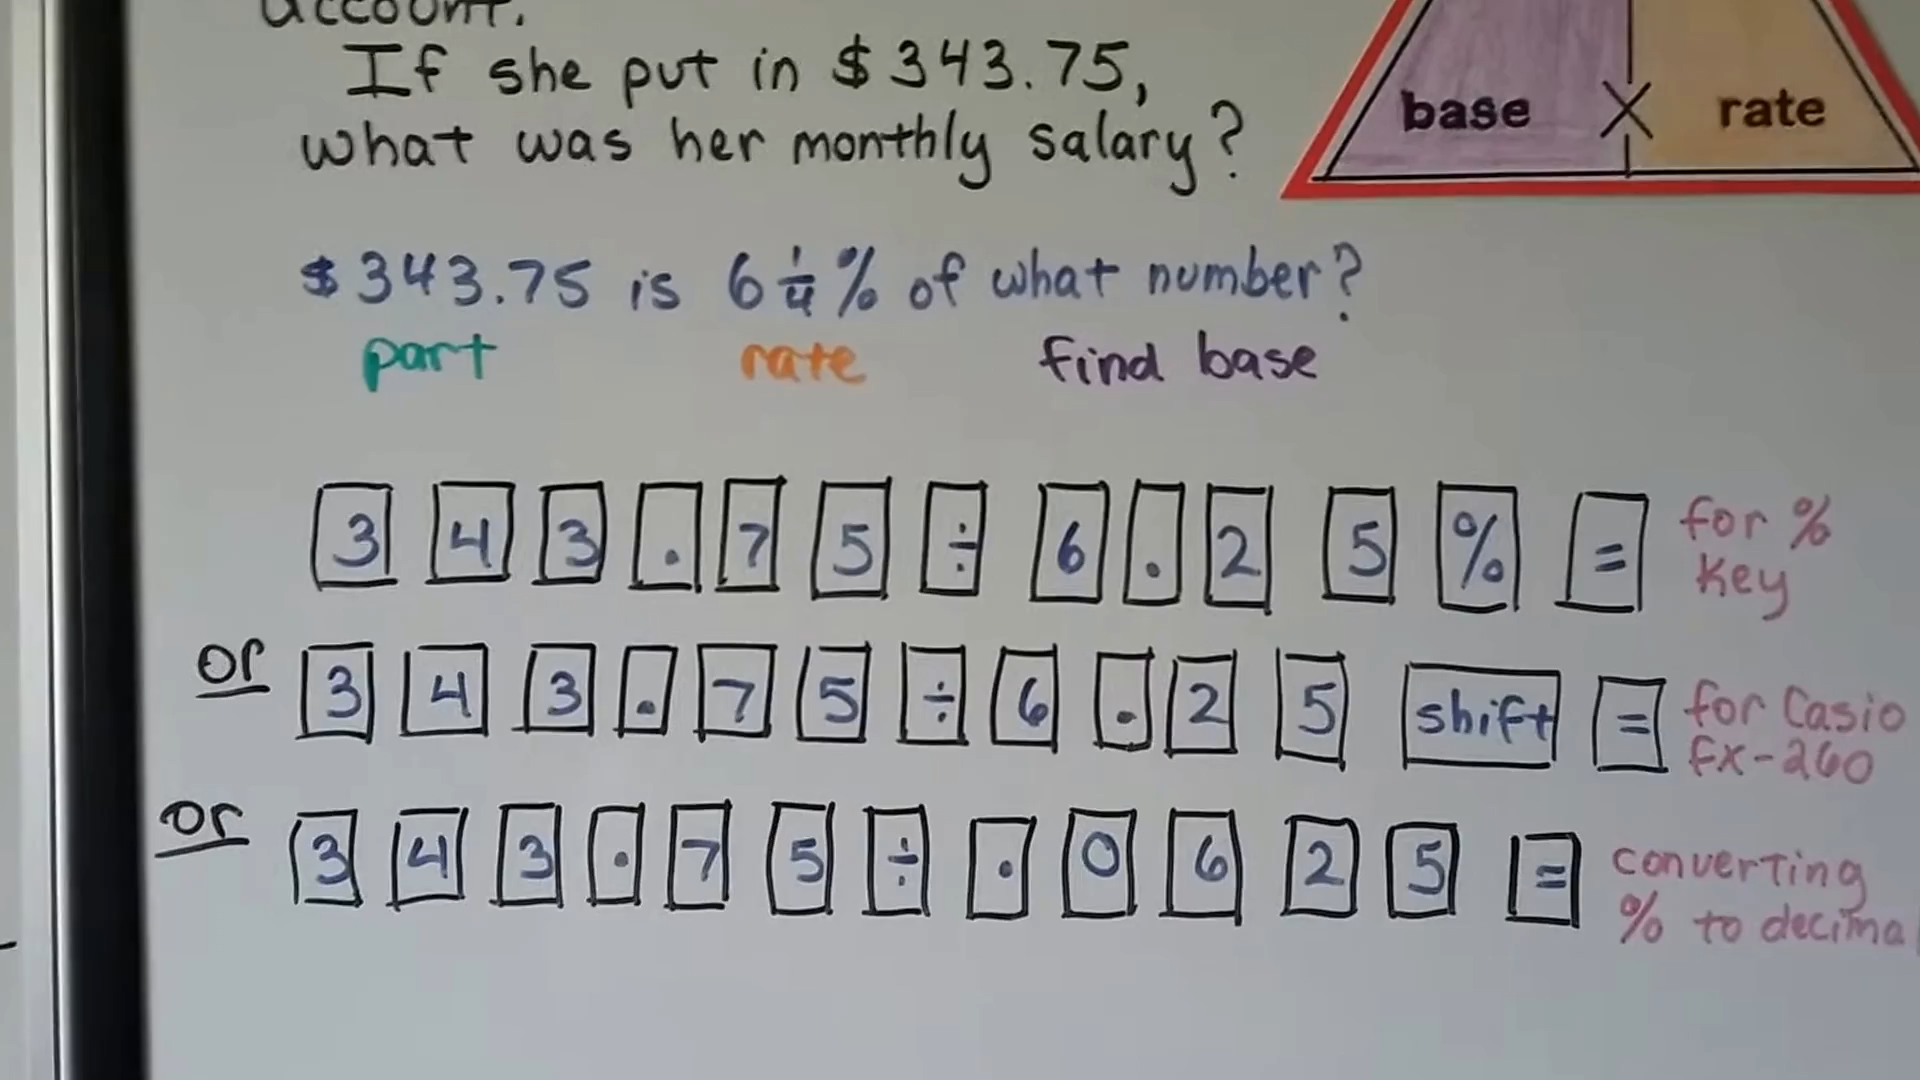 account.
If she put in $343.75,
what was her monthly salary?
base X rate
$343.75 is 6 1/4 % of what number?
part rate find base
3 4 3 . 7 5 ÷ 6 . 2 5 % = for % Key
or 3 4 3 . 7 5 ÷ 6 . 2 5 shift = for Casio fx-260
or 3 4 3 . 7 5 ÷ . 0 6 2 5 = converting % to decima